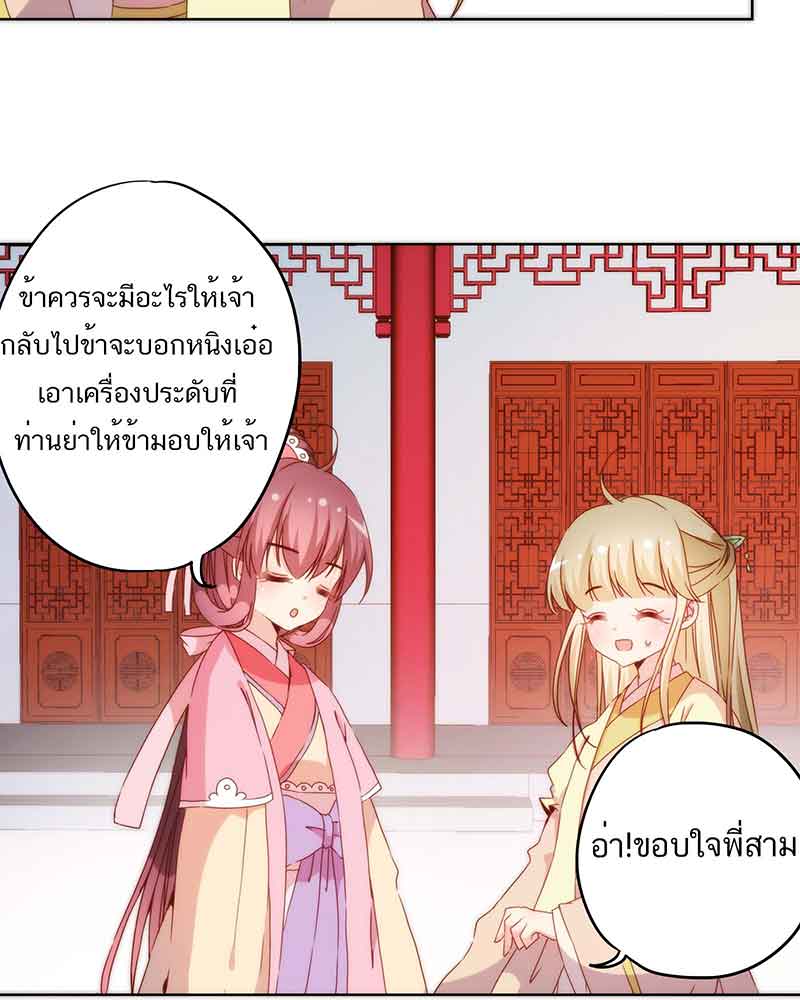 ข้าควรจะมีอะไรให้เจ้า
กลับไปข้าจะบอกหนิงเอ๋อ
เอาเครื่องประดับที่
ท่านย่าให้ข้ามอบให้เจ้า
อ่า!ขอบใจพี่สาม